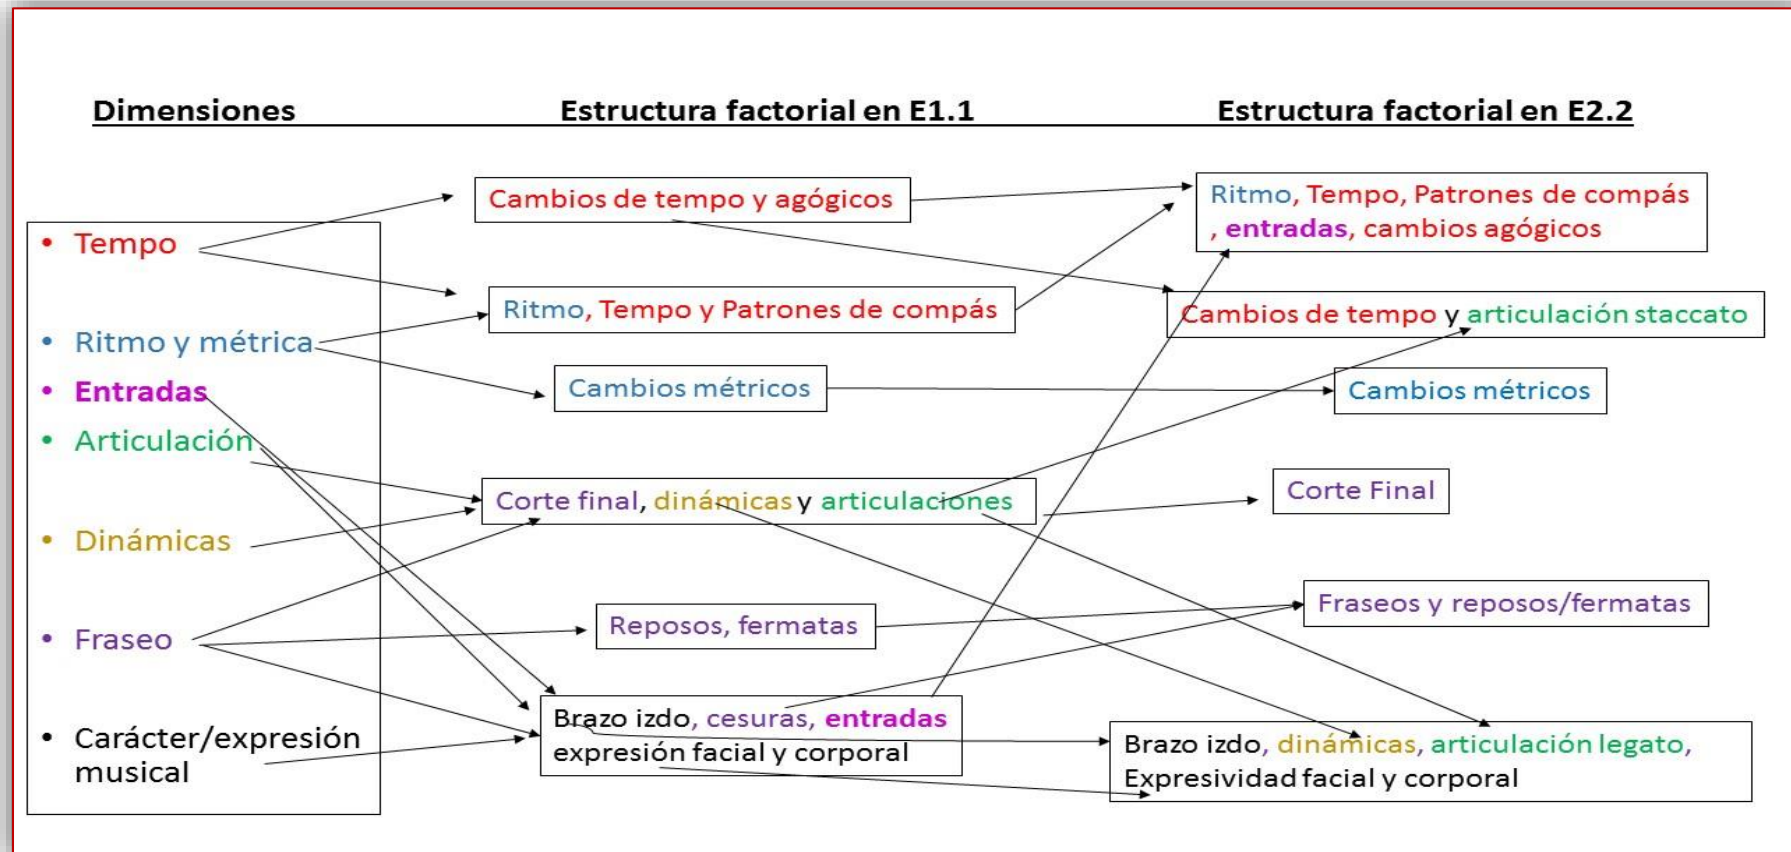 Dimensiones
Estructura factorial en E1.1
Estructura factorial en E2.2
• Tempo
• Ritmo y métrica
• Entradas
• Articulación
• Dinámicas
• Fraseo
• Carácter/expresión
musical
Cambios de tempo y agógicos
Ritmo, Tempo y Patrones de compás
Cambios métricos
Corte final, dinámicas y articulaciones
Reposos, fermatas
Brazo izdo, cesuras, entradas
expresión facial y corporal
Ritmo, Tempo, Patrones de compás
, entradas, cambios agógicos
Cambios de tempo y articulación staccato
Cambios métricos
Corte Final
Fraseos y reposos/fermatas
Brazo izdo, dinámicas, articulación legato,
Expresividad facial y corporal